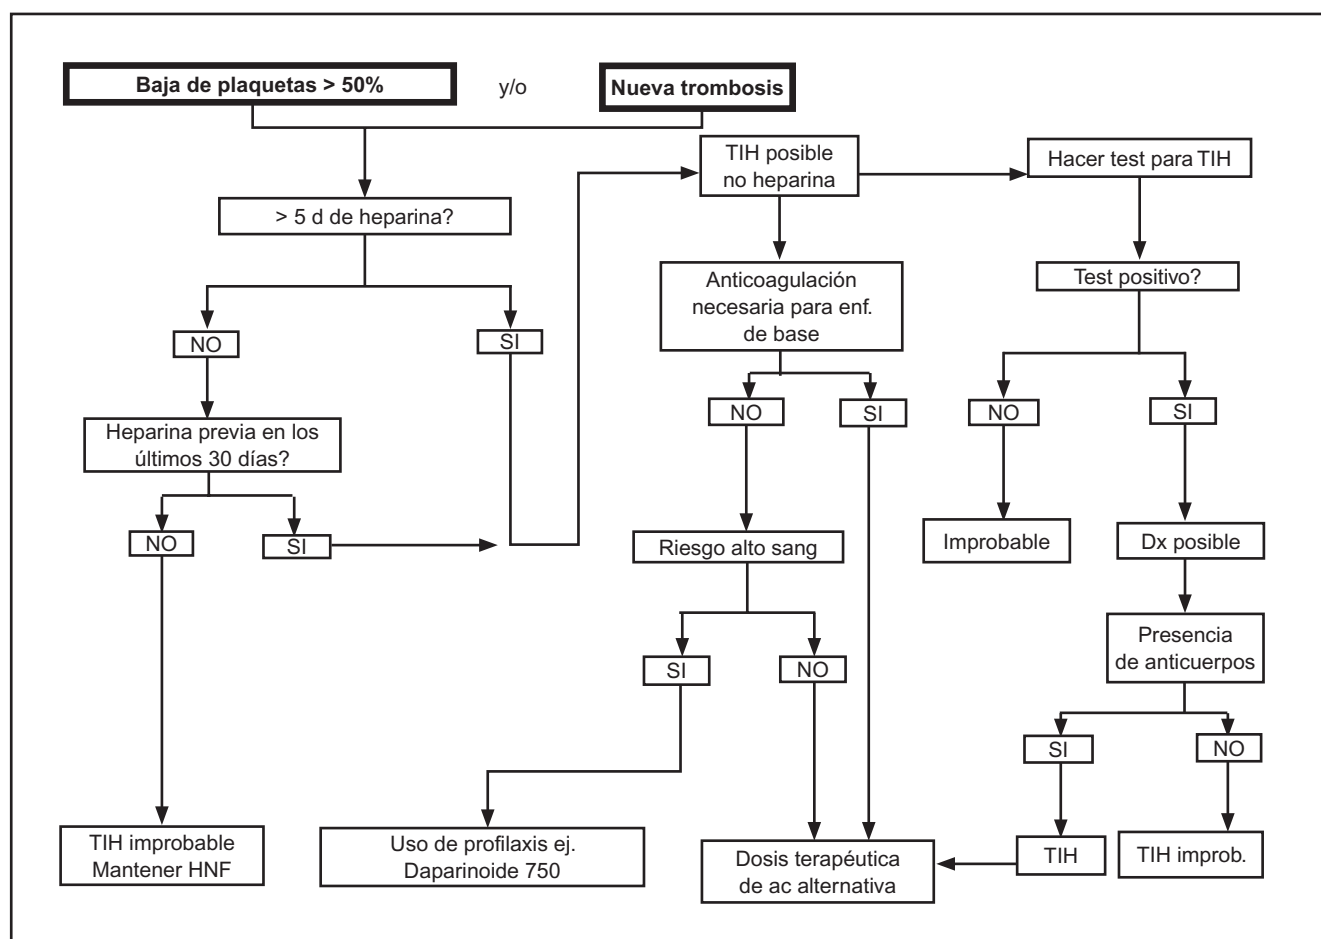 Baja de plaquetas > 50%
y/o
Nueva trombosis
> 5 d de heparina?
NO
SI
Heparina previa en los
últimos 30 días?
NO
SI
TIH improbable
Mantener HNF
TIH posible
no heparina
Anticoagulación
necesaria para enf.
de base
NO
SI
Riesgo alto sang
SI
NO
Uso de profilaxis ej.
Daparinoide 750
Dosis terapéutica
de ac alternativa
Hacer test para TIH
Test positivo?
NO
SI
Improbable
Dx posible
Presencia
de anticuerpos
SI
NO
TIH
TIH improb.